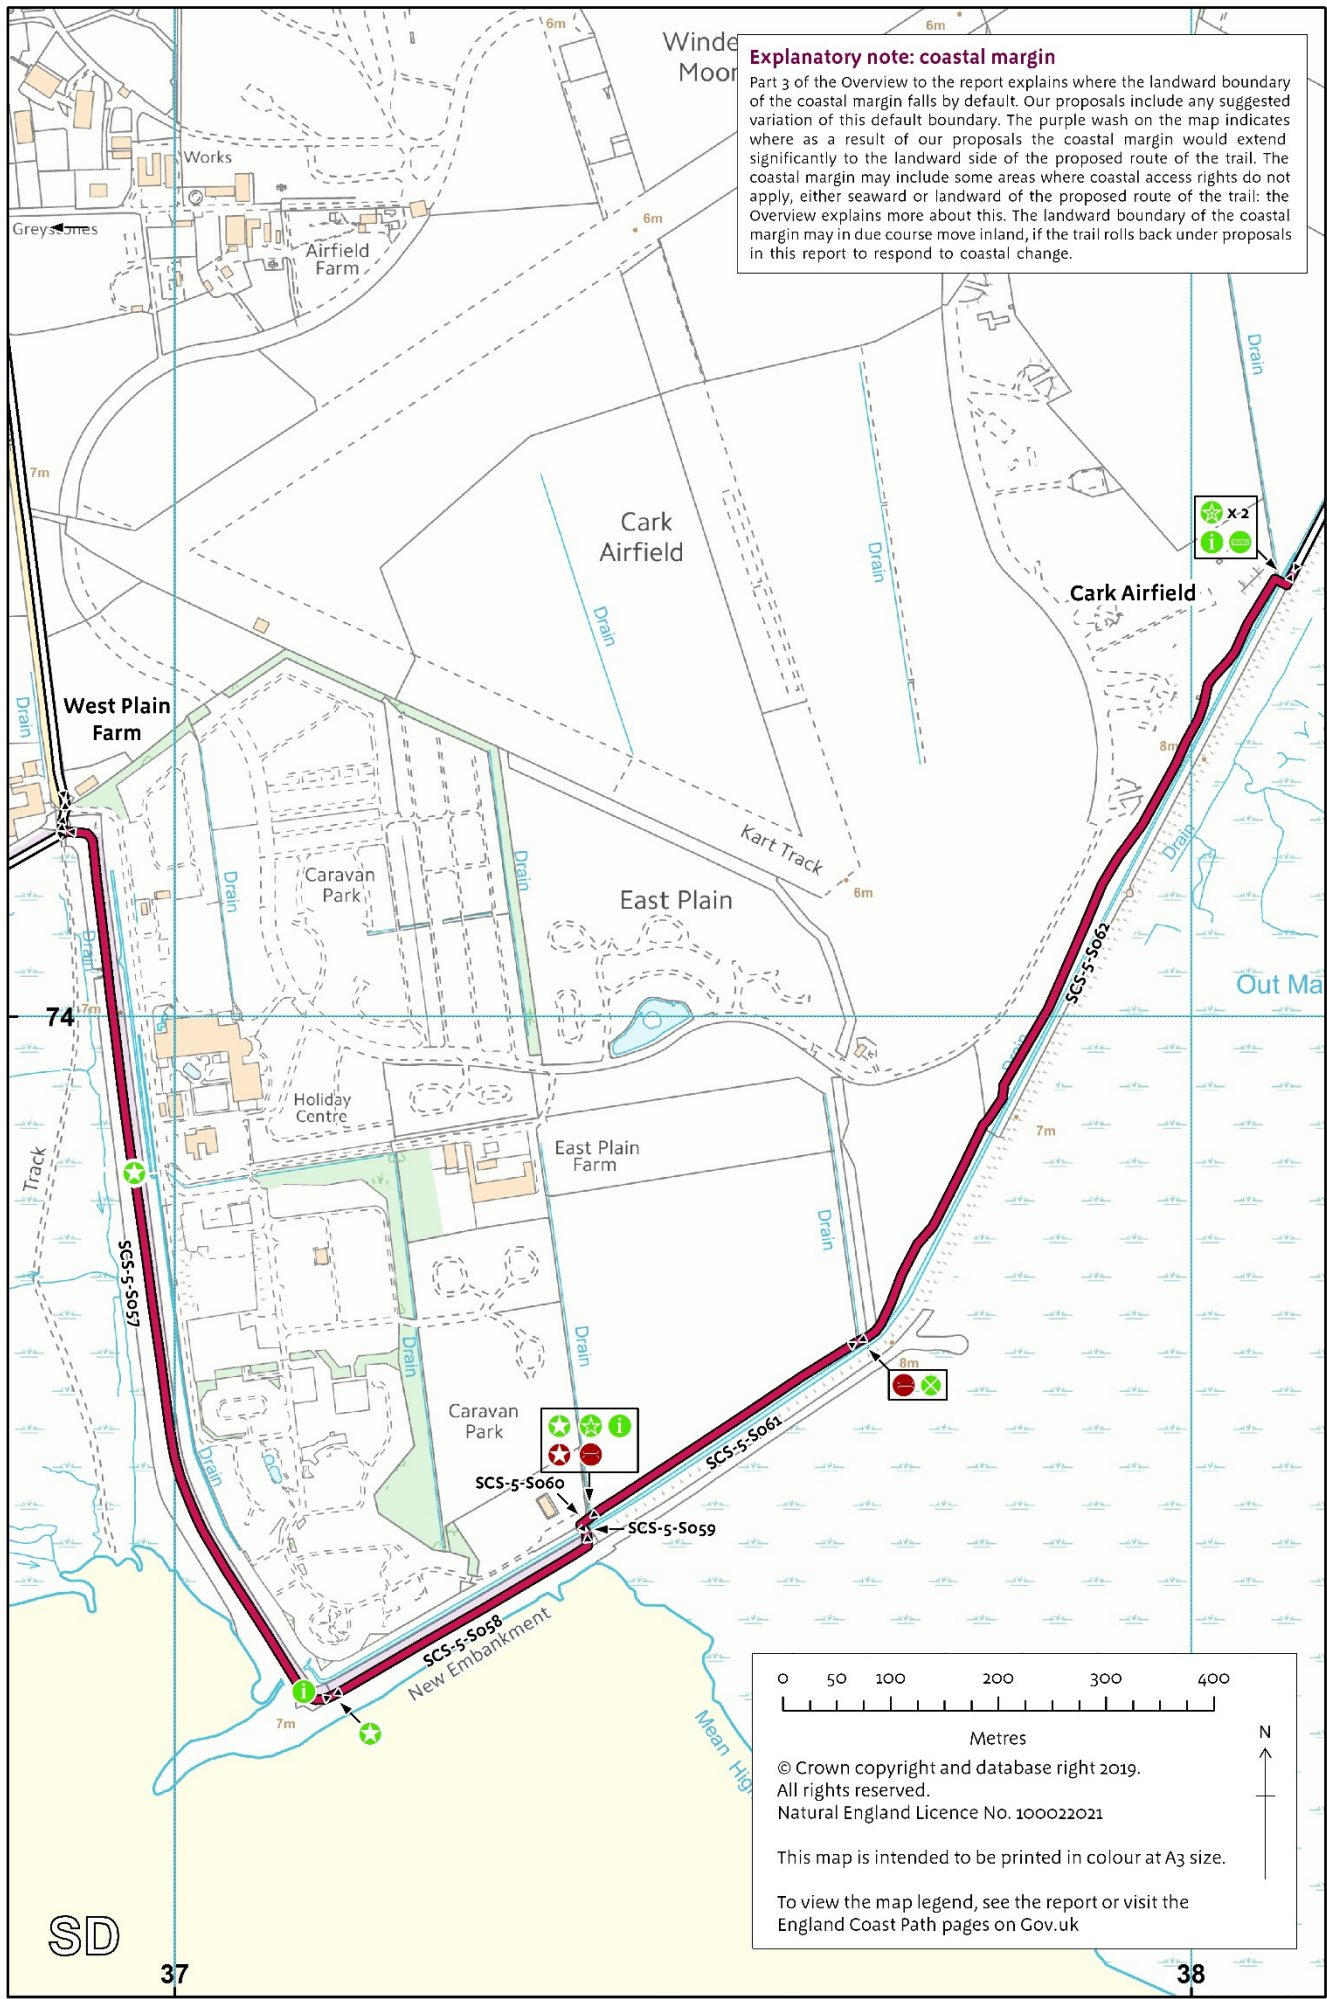 6m
6m
Winde
Moor
Explanatory note: coastal margin
Part 3 of the Overview to the report explains where the landward boundary
of the coastal margin falls by default. Our proposals include any suggested
variation of this default boundary. The purple wash on the map indicates
where as a result of our proposals the coastal margin would extend
significantly to the landward side of the proposed route of the trail. The
coastal margin may include some areas where coastal access rights do not
apply, either seaward or landward of the proposed route of the trail: the
Overview explains more about this. The landward boundary of the coastal
margin may in due course move inland, if the trail rolls back under proposals
in this report to respond to coastal change.
Works
Greystones
Airfield
Farm
6m
Drain
7m
Cark
Airfield
X 2
i
Drain
Cark Airfield
Drain
West Plain
Farm
Drain
8m
Kart Track
Drain
Caravan
Park
Drain
Drain
East Plain
6m
Drain
SCS-5-S062
Out Ma
74
7m
Drain
Holiday
Centre
7m
East Plain
Farm
Track
Drain
SCS-5-S057
Drain
Drain
8m
Caravan
Park
i
SCS-5-S061
Drain
SCS-5-S060
SCS-5-S059
SCS-5-S058
New Embankment
i
7m
Mean Hig
0 50 100 200 300 400
Metres
N
© Crown copyright and database right 2019.
All rights reserved.
Natural England Licence No. 100022021
This map is intended to be printed in colour at A3 size.
To view the map legend, see the report or visit the
England Coast Path pages on Gov.uk
SD
37
38